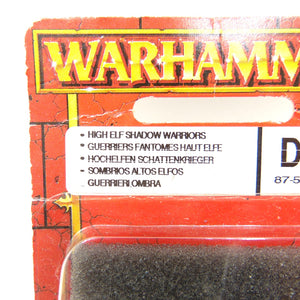 WARHAMM
• HIGH ELF SHADOW WARRIORS
• GUERRIERS FANTOMES HAUT ELFE
• HOCHELFEN SCHATTENKRIEGER
• SOMBRIOS ALTOS ELFOS
GUERRIERI OMBRA
D
87-5